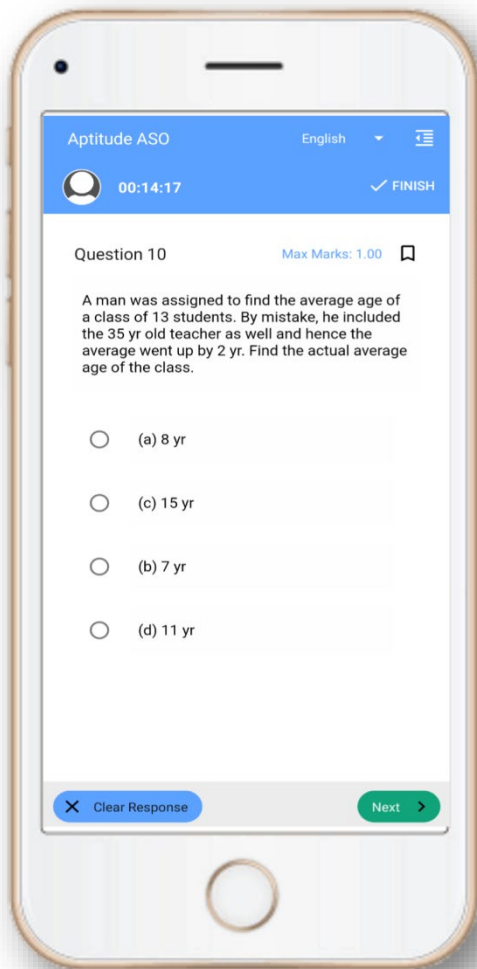 Aptitude ASO
English
00:14:17
FINISH
Question 10
Max Marks: 1.00
A man was assigned to find the average age of
a class of 13 students. By mistake, he included
the 35 yr old teacher as well and hence the
average went up by 2 yr. Find the actual average
age of the class.
(a) 8 yr
(c) 15 yr
(b) 7 yr
(d) 11 yr
Clear Response
Next